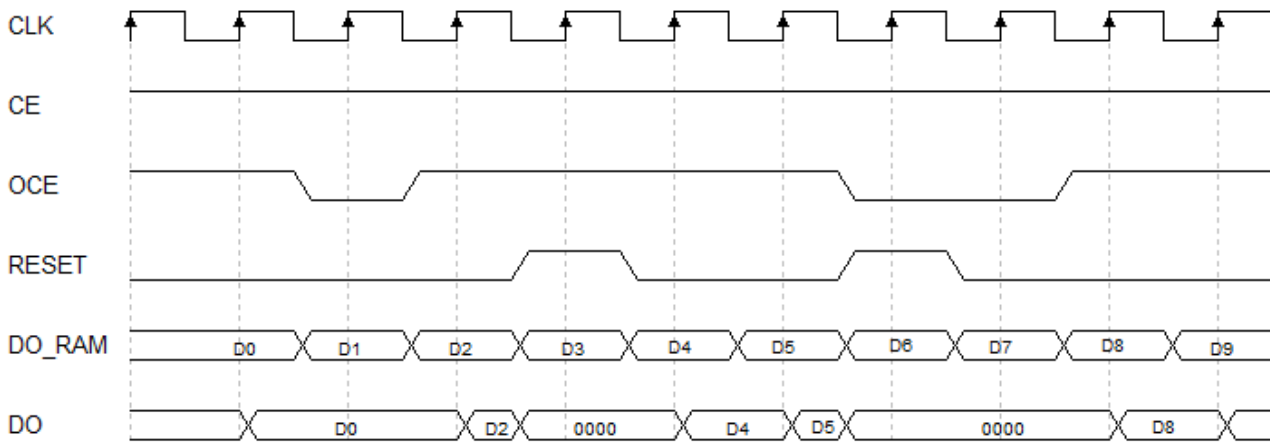 CLK
CE
OCE
RESET
DO_RAM D0 D1 D2 D3 D4 D5 D6 D7 D8 D9
DO D0 D2 0000 D4 D5 0000 D8